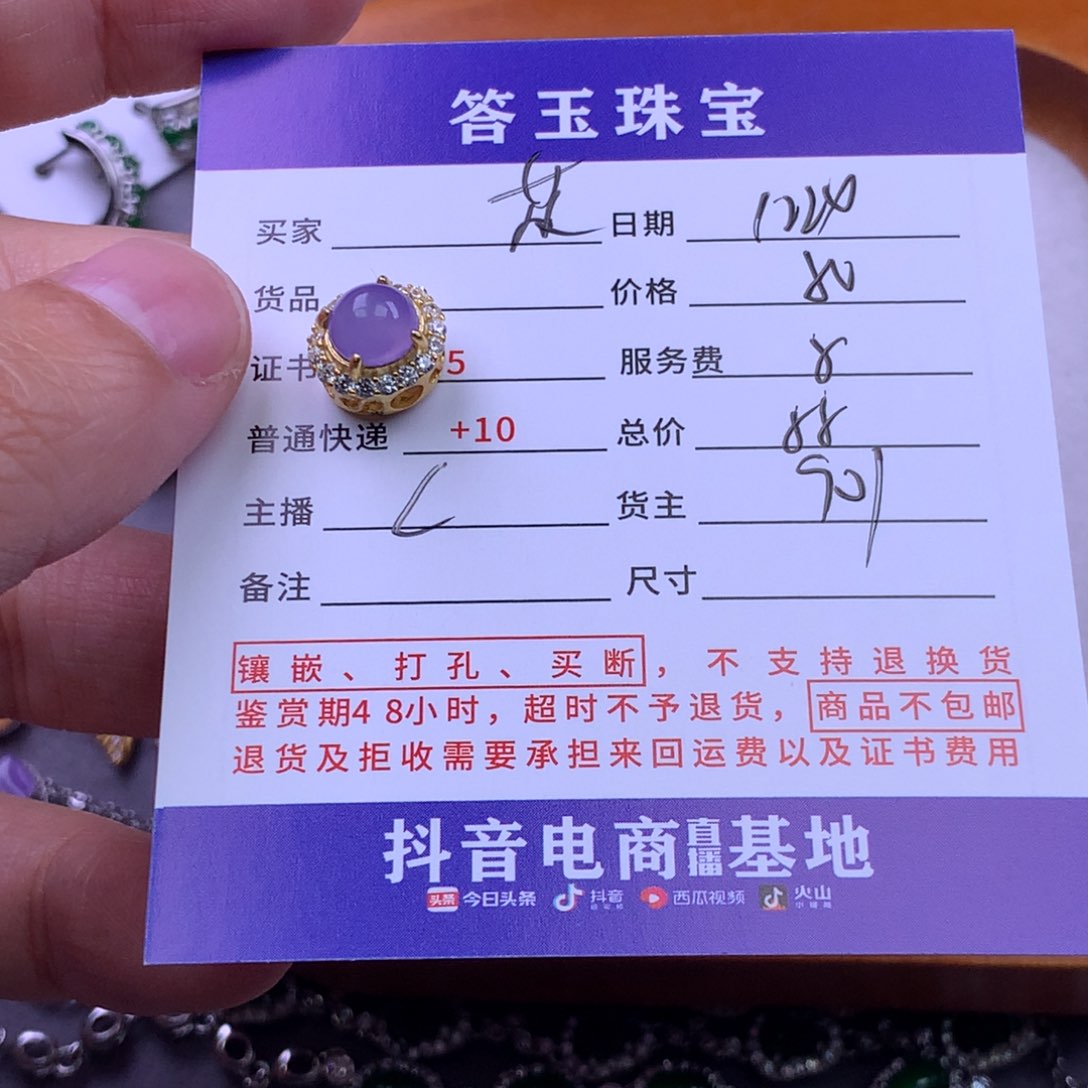 答玉珠宝
买家 日期 1224
货品 价格 80
证书 5 服务费 8
普通快递 +10 总价 88
主播 L 货主 901
备注 尺寸
镶嵌、打孔、买断，不支持退换货
鉴赏期48小时，超时不予退货，商品不包邮
退货及拒收需要承担来回运费以及证书费用
抖音电商直播基地
头条 今日头条 抖音 西瓜视频 火山